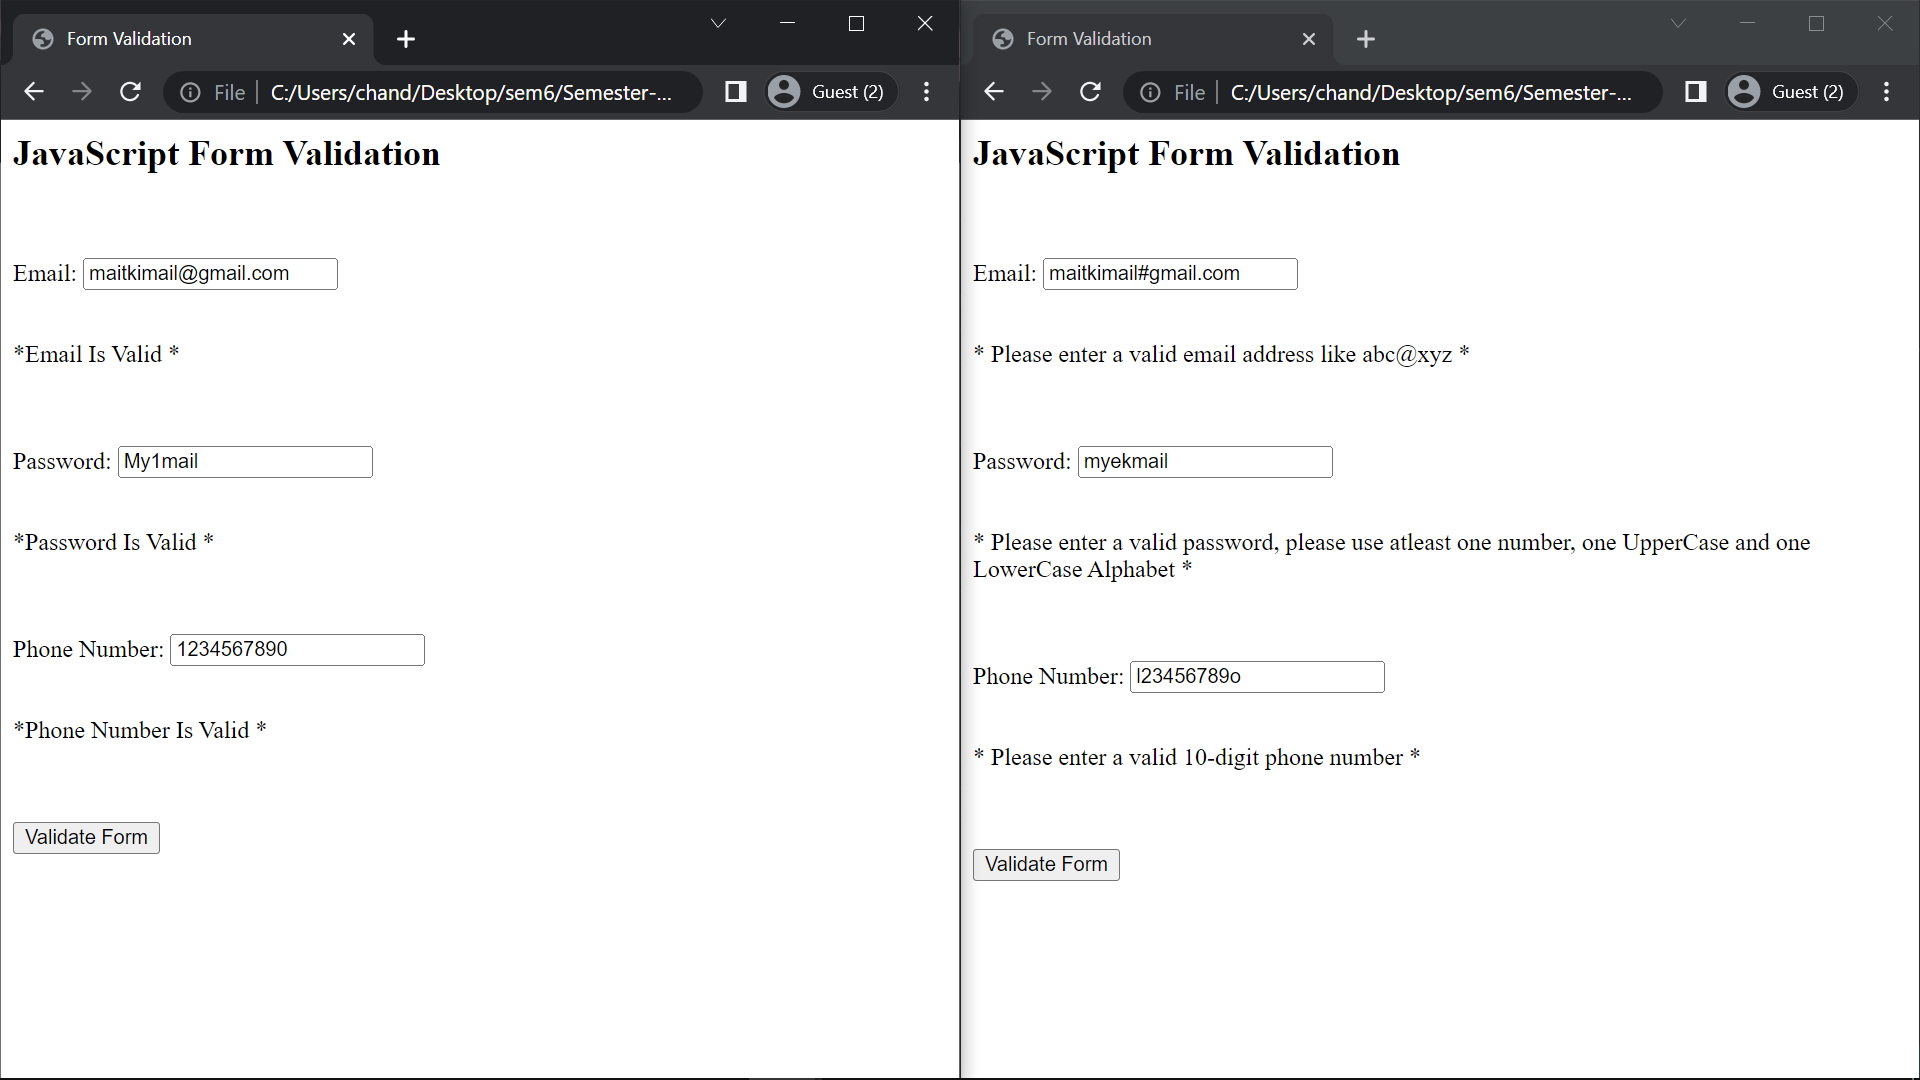 Form Validation
File
C:/Users/chand/Desktop/sem6/Semester-...
Guest (2)
JavaScript Form Validation
Email: maitkimail@gmail.com
*Email Is Valid *
Password: My1mail
*Password Is Valid *
Phone Number: 1234567890
*Phone Number Is Valid *
Validate Form
Form Validation
File
C:/Users/chand/Desktop/sem6/Semester-...
Guest (2)
JavaScript Form Validation
Email: maitkimail#gmail.com
* Please enter a valid email address like abc@xyz *
Password: myekmail
* Please enter a valid password, please use atleast one number, one UpperCase and one
LowerCase Alphabet *
Phone Number: l23456789o
* Please enter a valid 10-digit phone number *
Validate Form